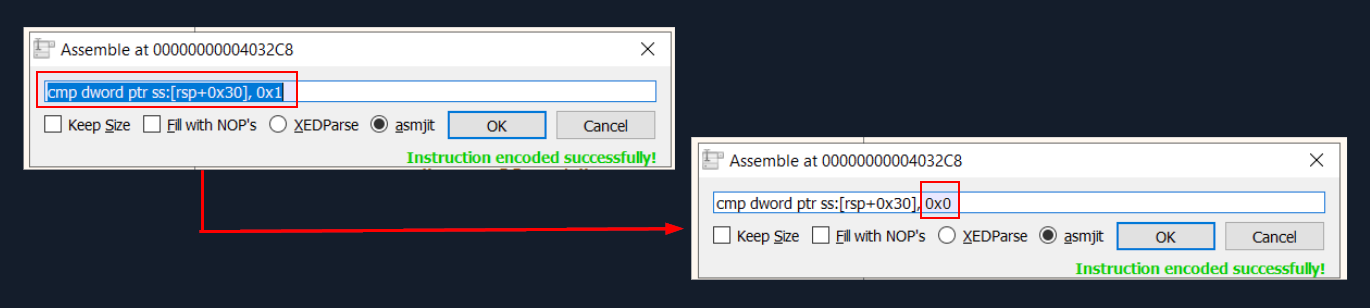 Assemble at 00000000004032C8
cmp dword ptr ss:[rsp+0x30], 0x1
Keep Size Fill with NOP's XEDParse asmjit OK Cancel
Instruction encoded successfully!
Assemble at 00000000004032C8
cmp dword ptr ss:[rsp+0x30], 0x0
Keep Size Fill with NOP's XEDParse asmjit OK Cancel
Instruction encoded successfully!